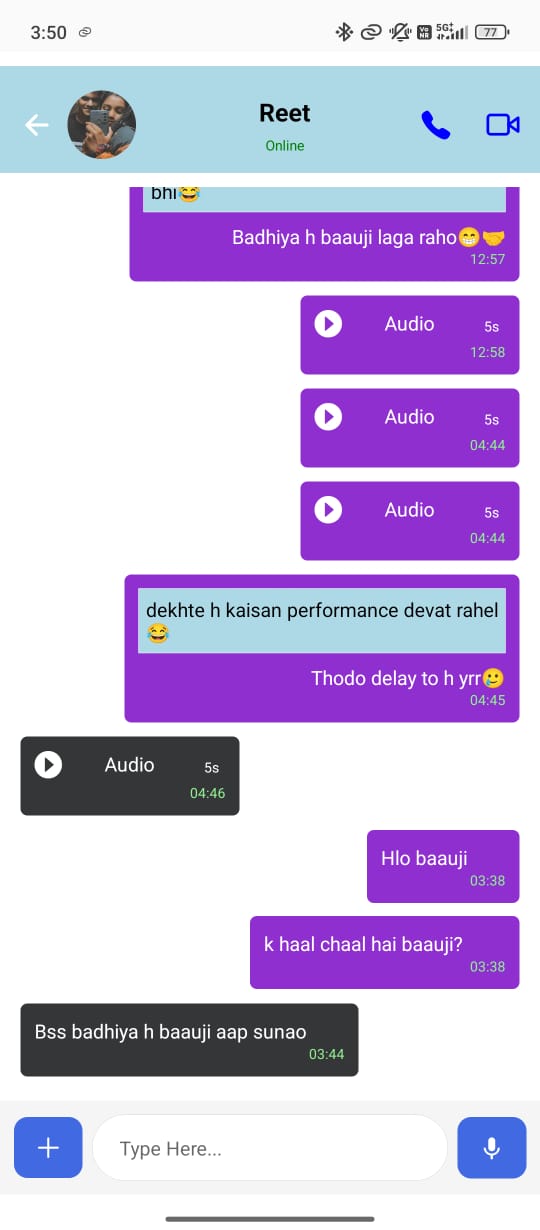 3:50
Vo
NR
5G
77
Reet
Online
bhi😂
Badhiya h baauji laga raho😁🤝
12:57
Audio 5s
12:58
Audio 5s
04:44
Audio 5s
04:44
dekhte h kaisan performance devat rahel
😂
Thodo delay to h yrr🥲
04:45
Audio 5s
04:46
Hlo baauji
03:38
k haal chaal hai baauji?
03:38
Bss badhiya h baauji aap sunao
03:44
Type Here...